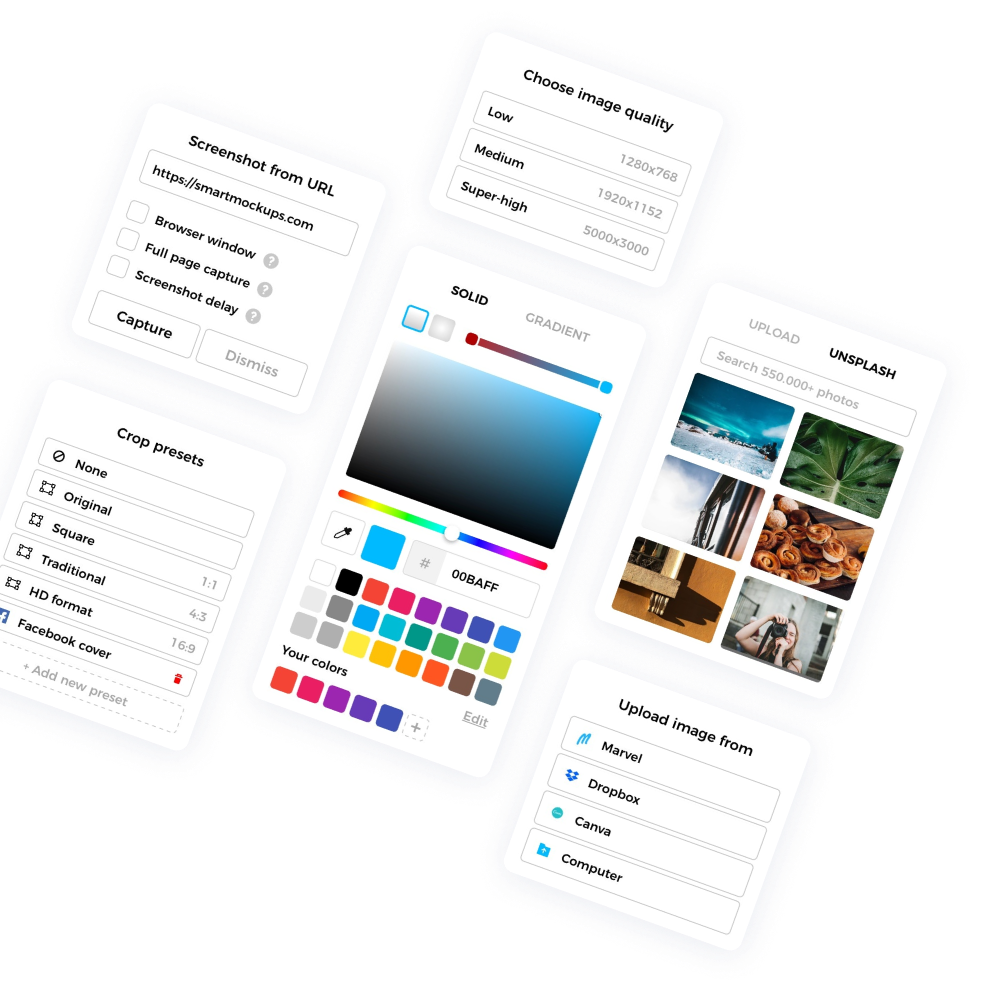 Choose image quality
Low
1280x768
Medium
1920x1152
Super-high
5000x3000
Screenshot from URL
https://smartmockups.com
Browser window ?
Full page capture ?
Screenshot delay ?
Capture
Dismiss
SOLID
GRADIENT
# 00BAFF
Your colors
+
Edit
UPLOAD
UNSPLASH
Search 550.000+ photos
Crop presets
None
Original
Square
1:1
Traditional
4:3
HD format
16:9
Facebook cover
+ Add new preset
Upload image from
Marvel
Dropbox
Canva
Computer